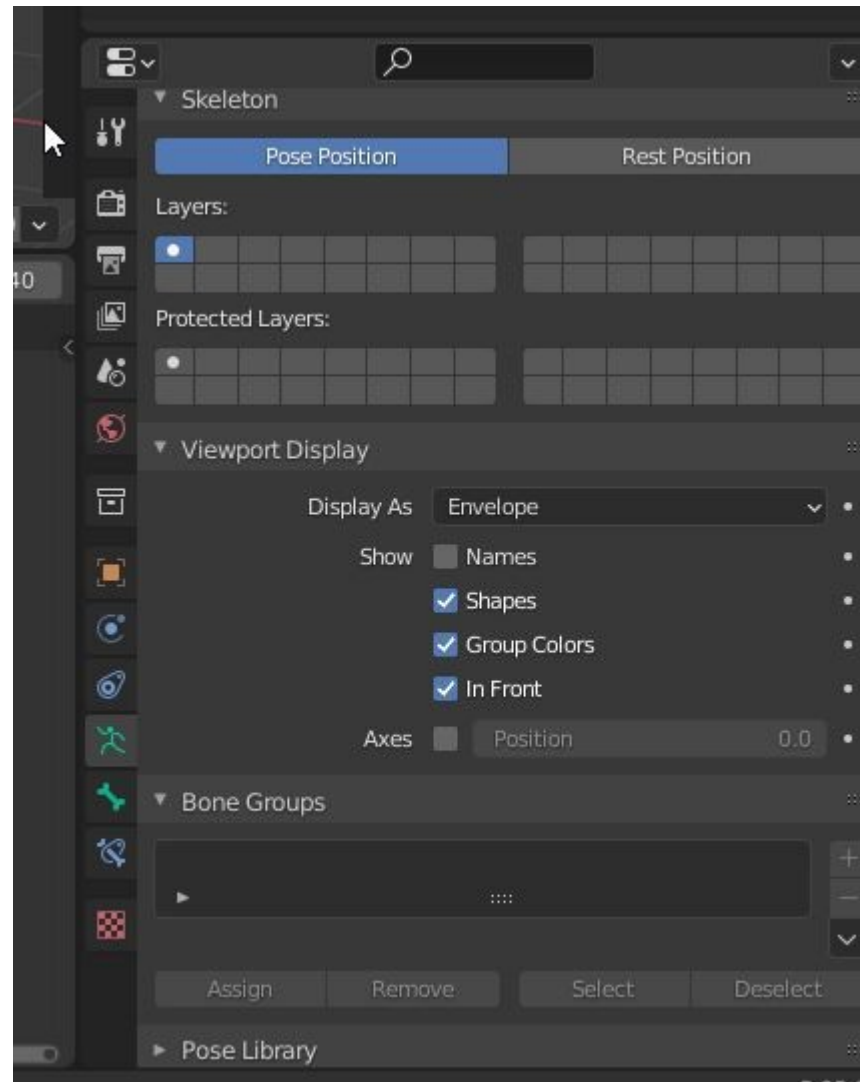 Skeleton
Pose Position Rest Position
Layers:
40
Protected Layers:
Viewport Display
Display As Envelope
Show Names
Shapes
Group Colors
In Front
Axes Position 0.0
Bone Groups
Assign Remove Select Deselect
Pose Library